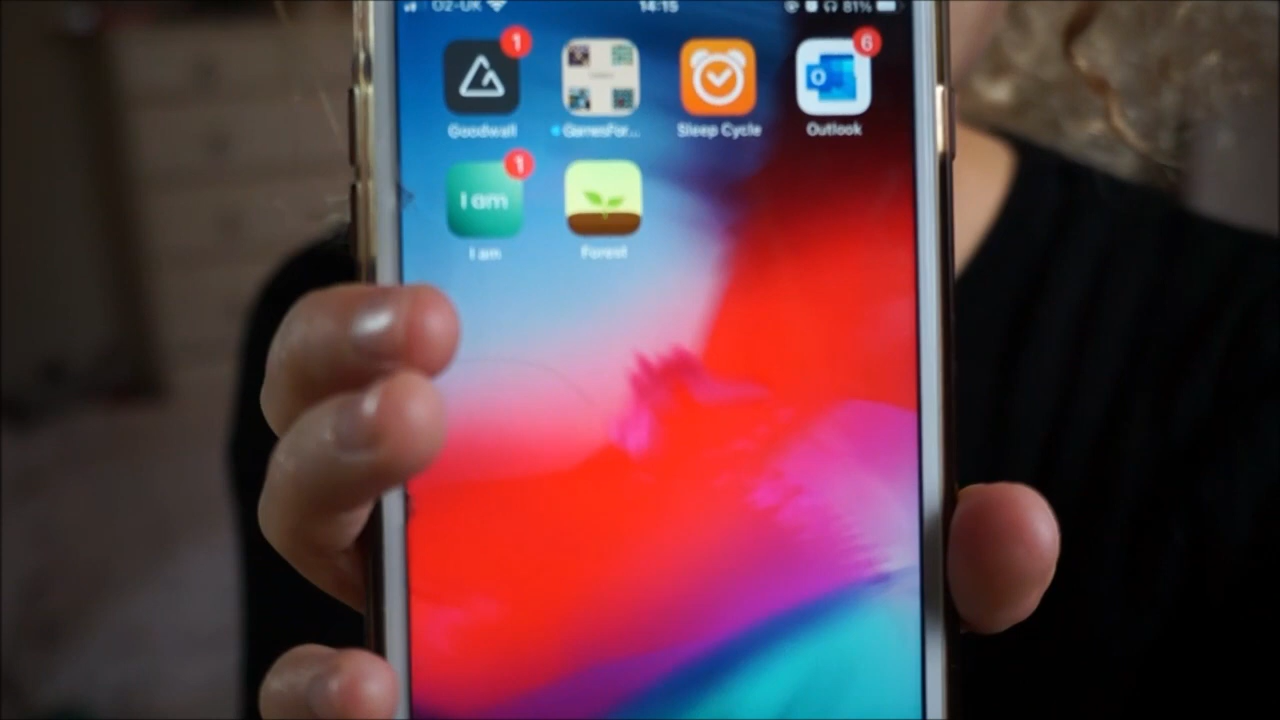 O2-UK 14:15 81%
1 6
Goodwall GamesFor... Sleep Cycle Outlook
1
I am
I am Forest